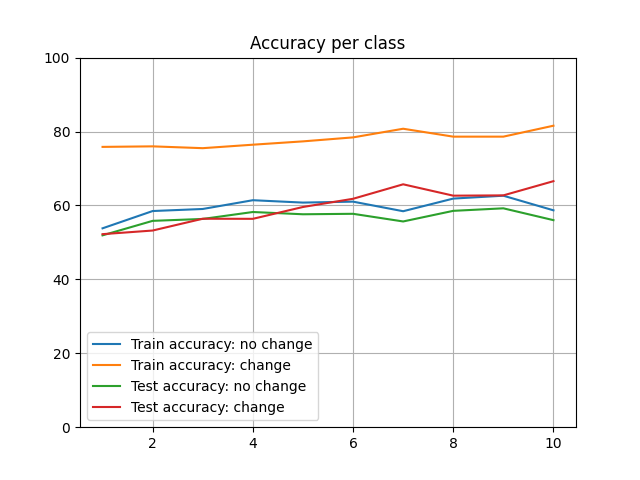 Accuracy per class
100
80
60
40
20
0
Train accuracy: no change
Train accuracy: change
Test accuracy: no change
Test accuracy: change
2 4 6 8 10